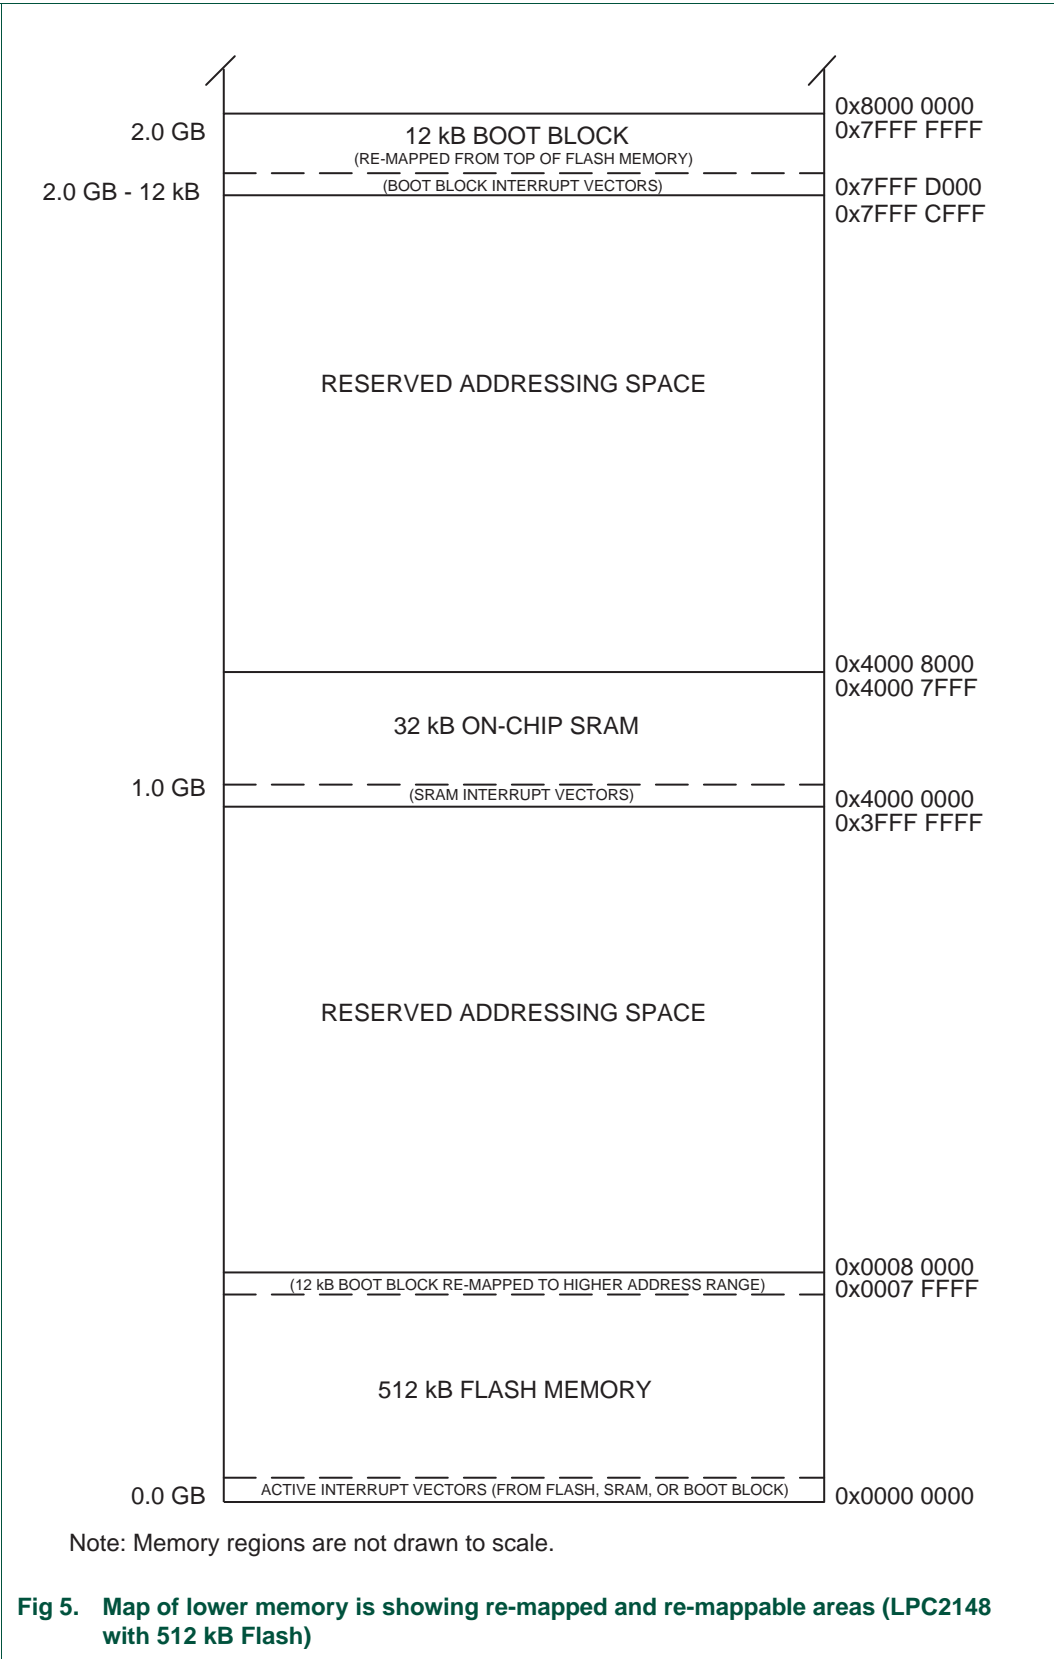 0x8000 0000
2.0 GB 12 kB BOOT BLOCK 0x7FFF FFFF
(RE-MAPPED FROM TOP OF FLASH MEMORY)
2.0 GB - 12 kB (BOOT BLOCK INTERRUPT VECTORS) 0x7FFF D000
0x7FFF CFFF
RESERVED ADDRESSING SPACE
0x4000 8000
0x4000 7FFF
32 kB ON-CHIP SRAM
1.0 GB (SRAM INTERRUPT VECTORS) 0x4000 0000
0x3FFF FFFF
RESERVED ADDRESSING SPACE
0x0008 0000
(12 kB BOOT BLOCK RE-MAPPED TO HIGHER ADDRESS RANGE) 0x0007 FFFF
512 kB FLASH MEMORY
0.0 GB ACTIVE INTERRUPT VECTORS (FROM FLASH, SRAM, OR BOOT BLOCK) 0x0000 0000
Note: Memory regions are not drawn to scale.
Fig 5. Map of lower memory is showing re-mapped and re-mappable areas (LPC2148
with 512 kB Flash)